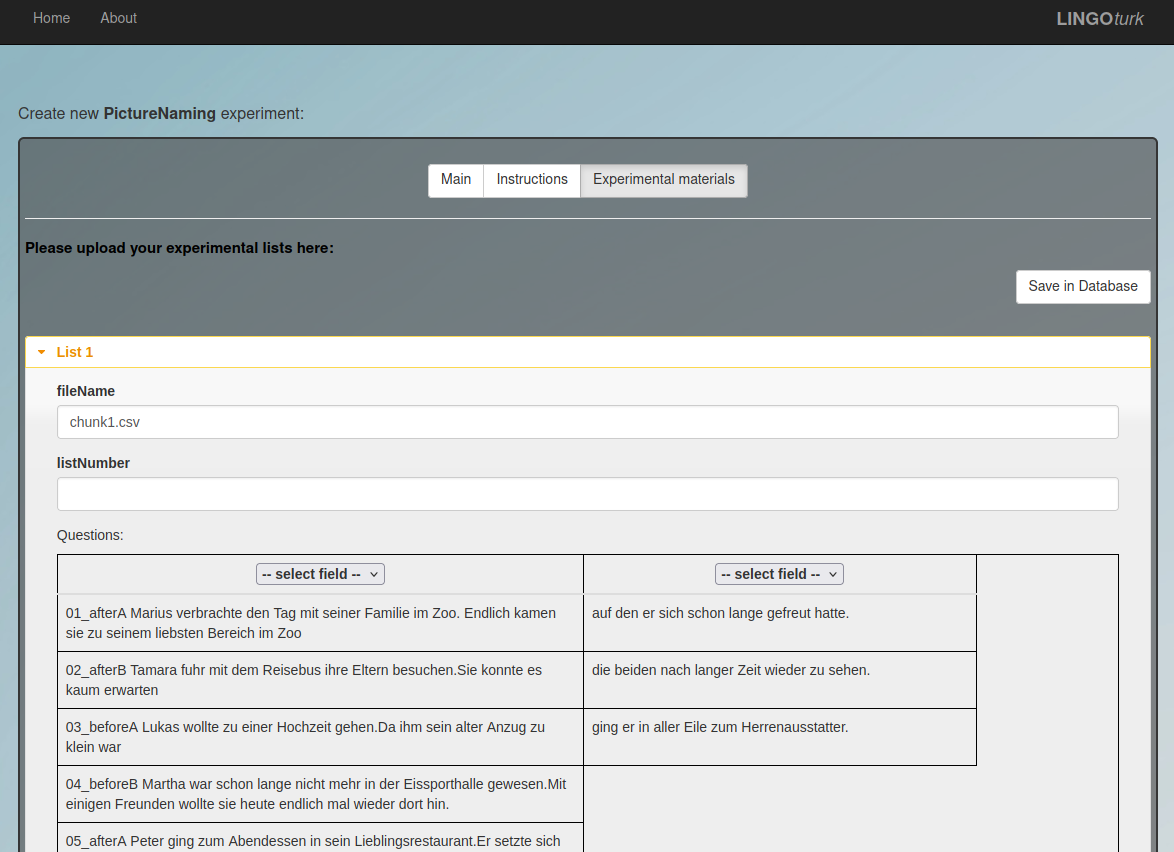 Home About LINGOturk
Create new PictureNaming experiment:
Main Instructions Experimental materials
Please upload your experimental lists here:
Save in Database
List 1
fileName
chunk1.csv
listNumber
Questions:
-- select field -- -- select field --
01_afterA Marius verbrachte den Tag mit seiner Familie im Zoo. Endlich kamen
sie zu seinem liebsten Bereich im Zoo
auf den er sich schon lange gefreut hatte.
02_afterB Tamara fuhr mit dem Reisebus ihre Eltern besuchen.Sie konnte es
kaum erwarten
die beiden nach langer Zeit wieder zu sehen.
03_beforeA Lukas wollte zu einer Hochzeit gehen.Da ihm sein alter Anzug zu
klein war
ging er in aller Eile zum Herrenausstatter.
04_beforeB Martha war schon lange nicht mehr in der Eissporthalle gewesen.Mit
einigen Freunden wollte sie heute endlich mal wieder dort hin.
05_afterA Peter ging zum Abendessen in sein Lieblingsrestaurant.Er setzte sich